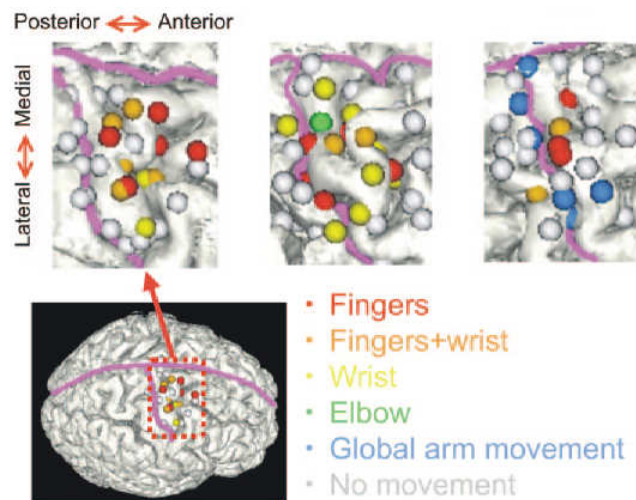 Posterior ↔ Anterior
Lateral ↔ Medial
• Fingers
• Fingers+wrist
• Wrist
• Elbow
• Global arm movement
• No movement